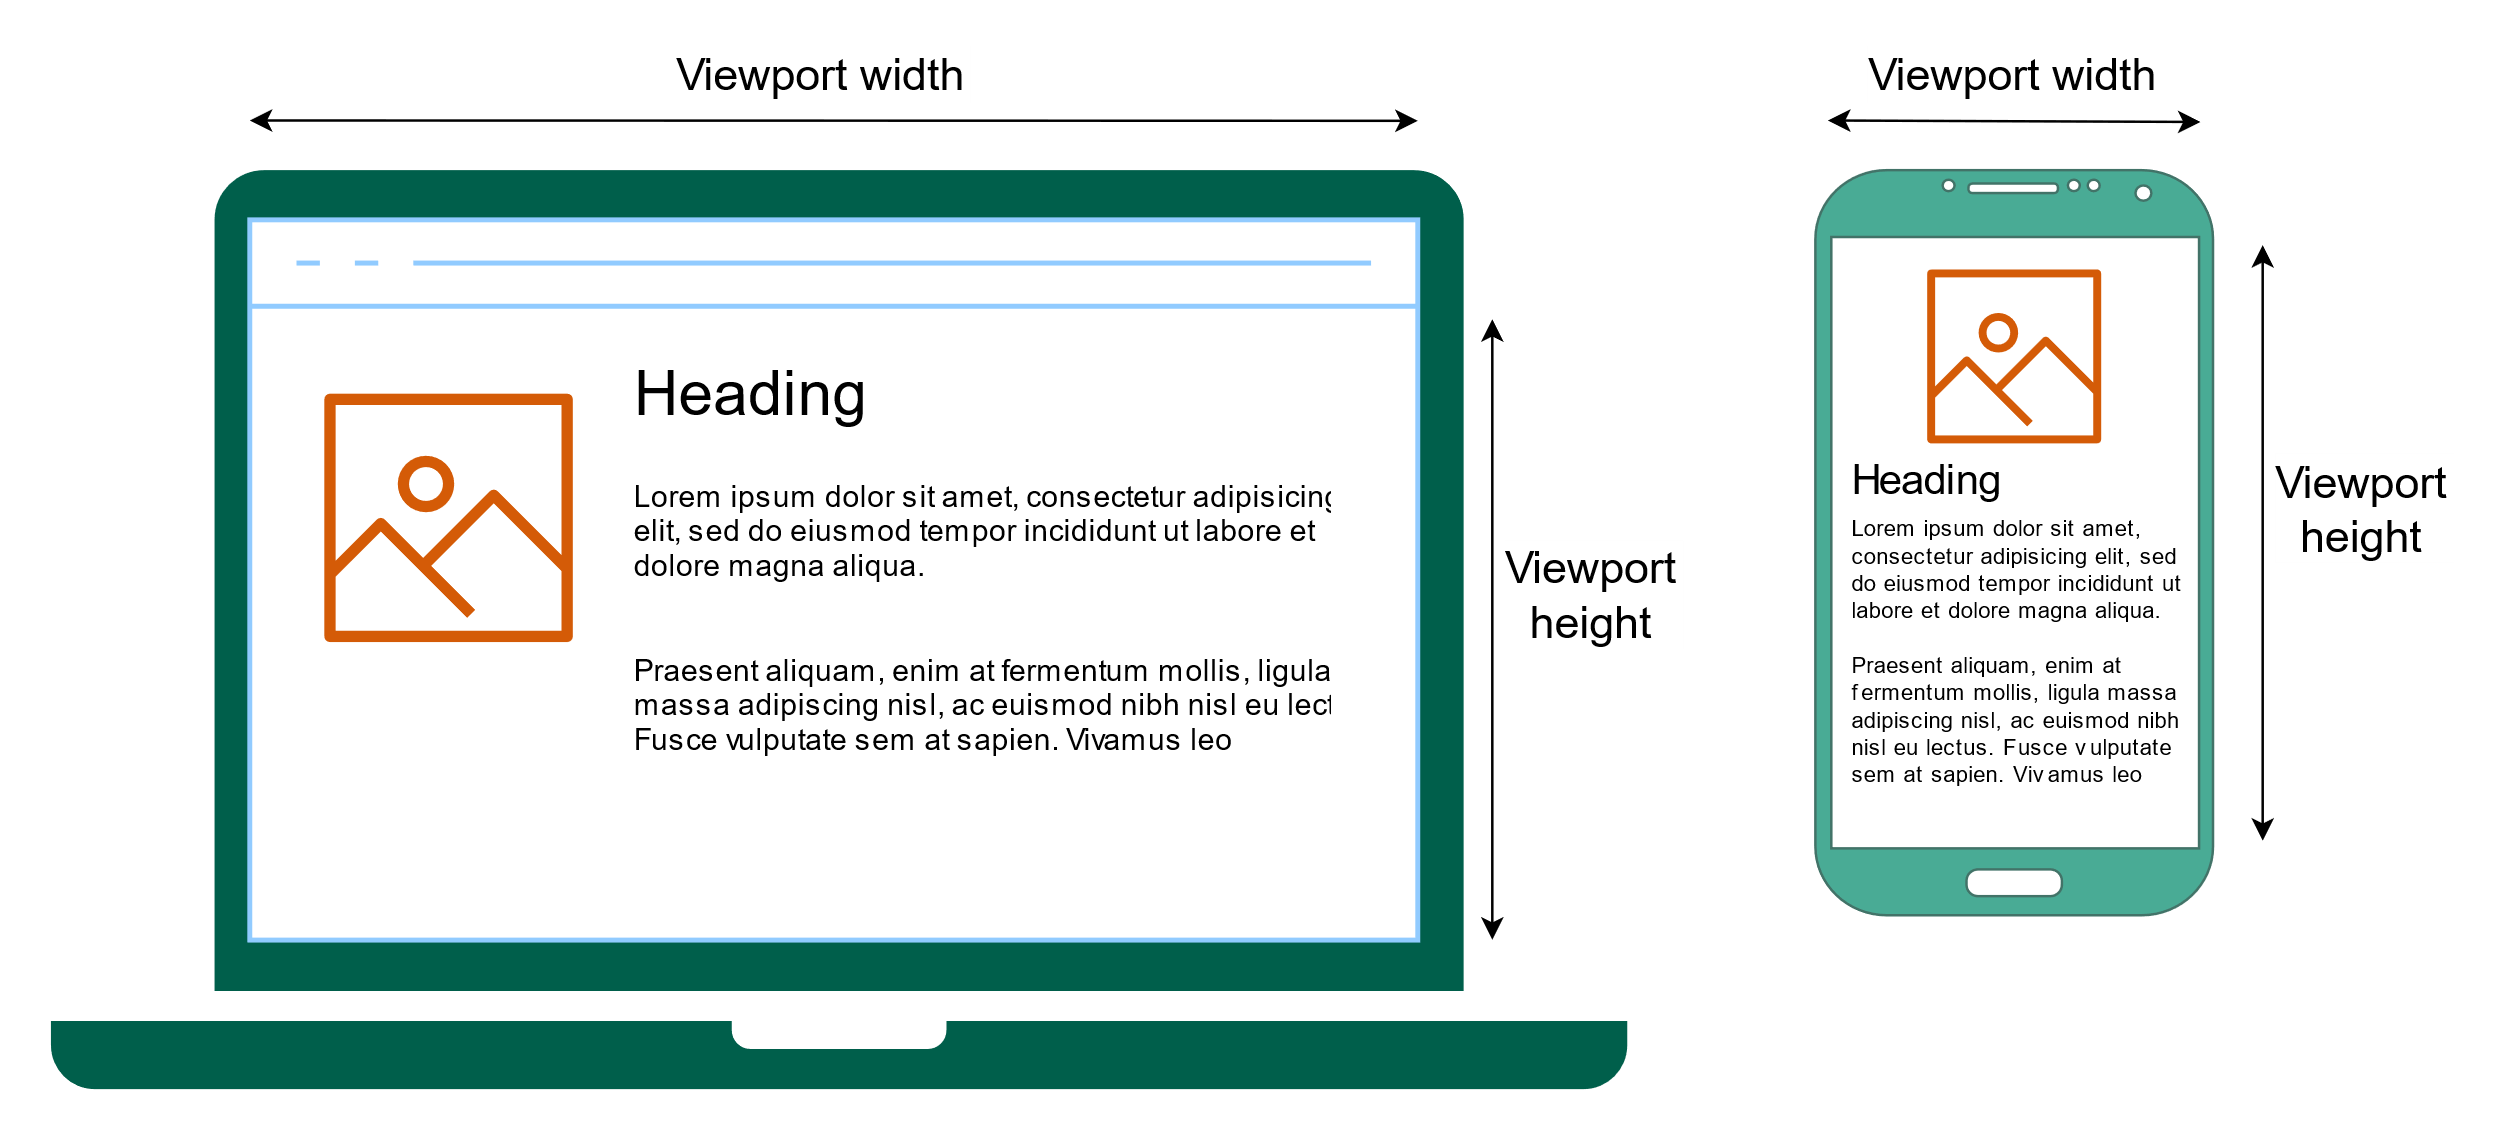 Viewport width
Heading
Lorem ipsum dolor sit amet, consectetur adipisicing
elit, sed do eiusmod tempor incididunt ut labore et
dolore magna aliqua.
Praesent aliquam, enim at fermentum mollis, ligula
massa adipiscing nisl, ac euismod nibh nisl eu lect
Fusce vulputate sem at sapien. Vivamus leo
Viewport
height
Viewport width
Heading
Lorem ipsum dolor sit amet,
consectetur adipisicing elit, sed
do eiusmod tempor incididunt ut
labore et dolore magna aliqua.
Praesent aliquam, enim at
fermentum mollis, ligula massa
adipiscing nisl, ac euismod nibh
nisl eu lectus. Fusce vulputate
sem at sapien. Vivamus leo
Viewport
height